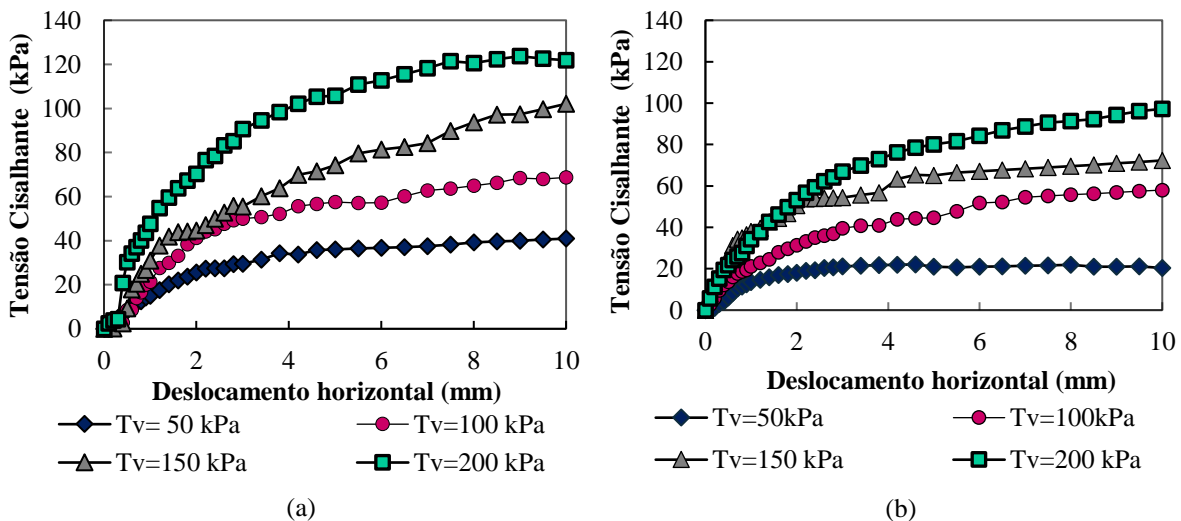 Tensão Cisalhante (kPa)
140
120
100
80
60
40
20
0
0 2 4 6 8 10
Deslocamento horizontal (mm)
Tv= 50 kPa
Tv=100 kPa
Tv=150 kPa
Tv=200 kPa
(a)
Tensão Cisalhante (kPa)
140
120
100
80
60
40
20
0
0 2 4 6 8 10
Deslocamento horizontal (mm)
Tv=50kPa
Tv=100kPa
Tv=150 kPa
Tv=200 kPa
(b)